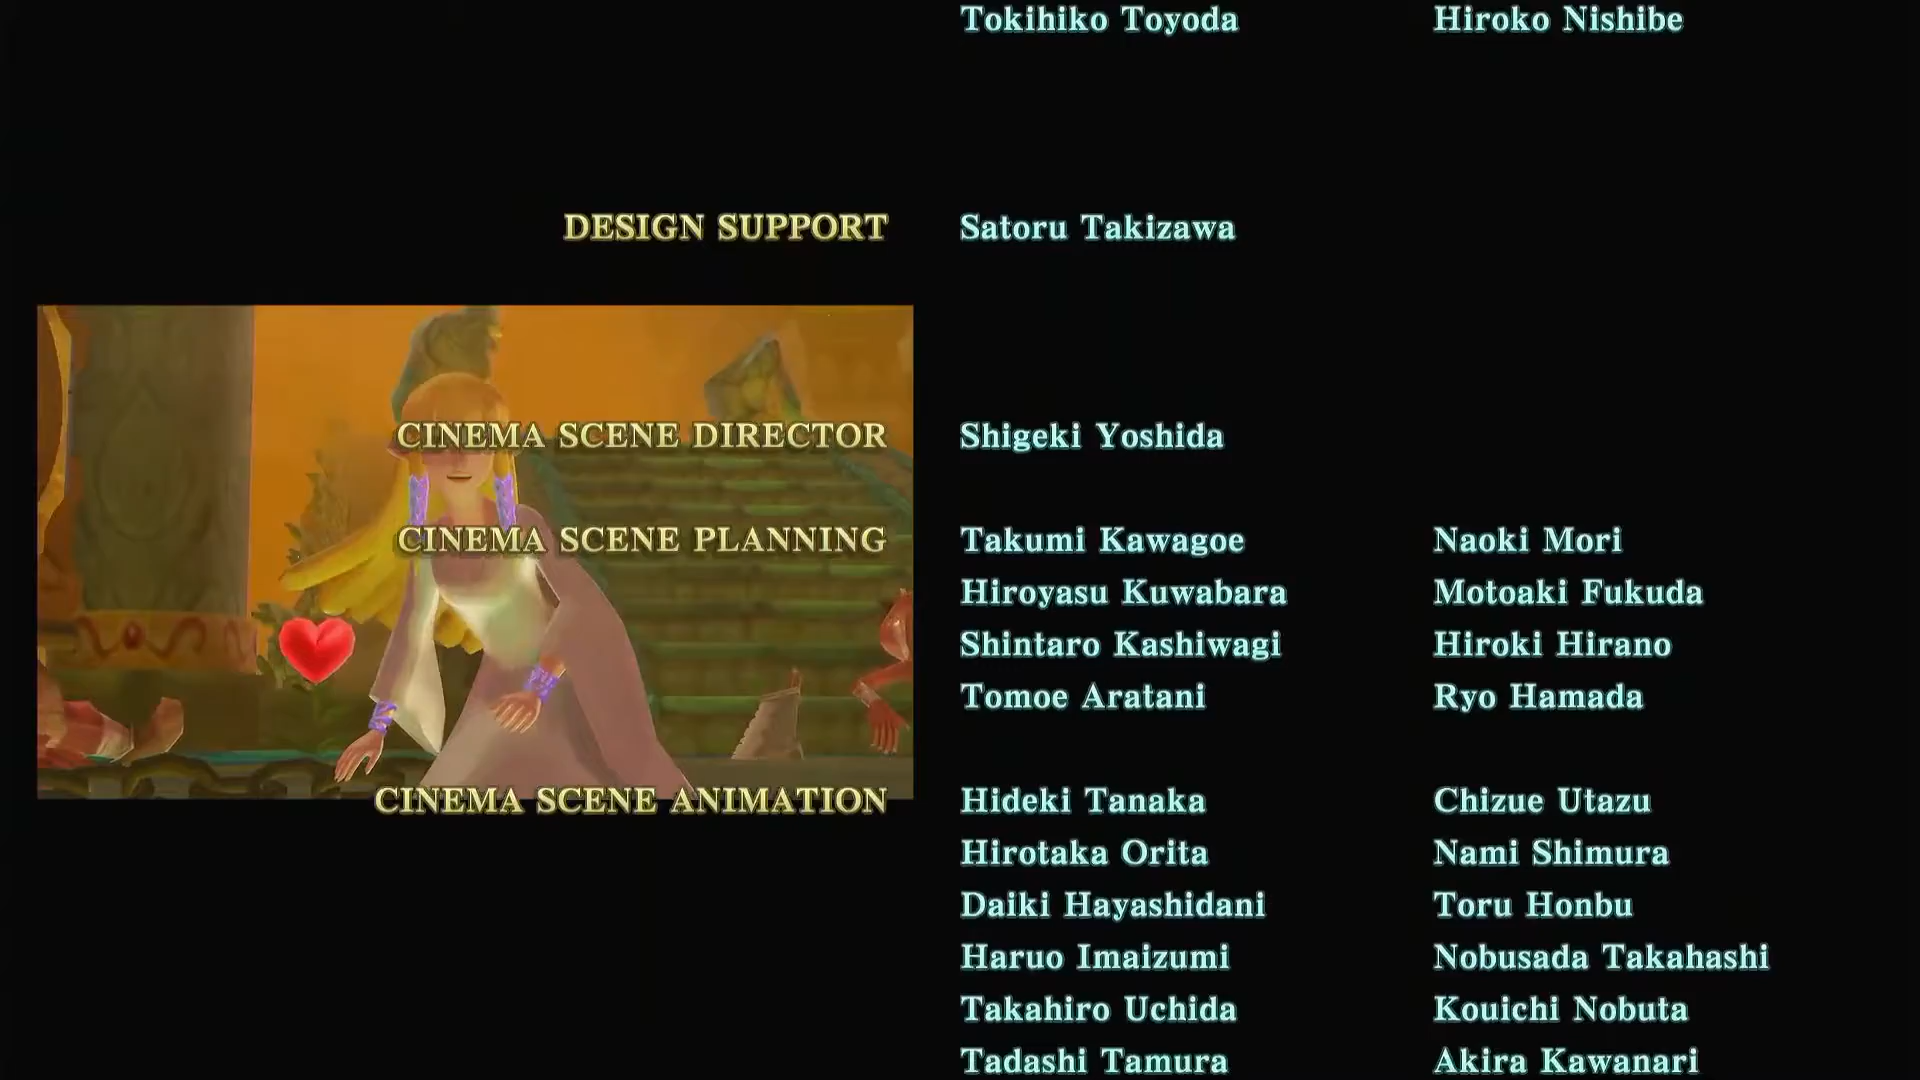 Tokihiko Toyoda Hiroko Nishibe
DESIGN SUPPORT Satoru Takizawa
CINEMA SCENE DIRECTOR Shigeki Yoshida
CINEMA SCENE PLANNING Takumi Kawagoe Naoki Mori
Hiroyasu Kuwabara Motoaki Fukuda
Shintaro Kashiwagi Hiroki Hirano
Tomoe Aratani Ryo Hamada
CINEMA SCENE ANIMATION Hideki Tanaka Chizue Utazu
Hirotaka Orita Nami Shimura
Daiki Hayashidani Toru Honbu
Haruo Imaizumi Nobusada Takahashi
Takahiro Uchida Kouichi Nobuta
Tadashi Tamura Akira Kawanari